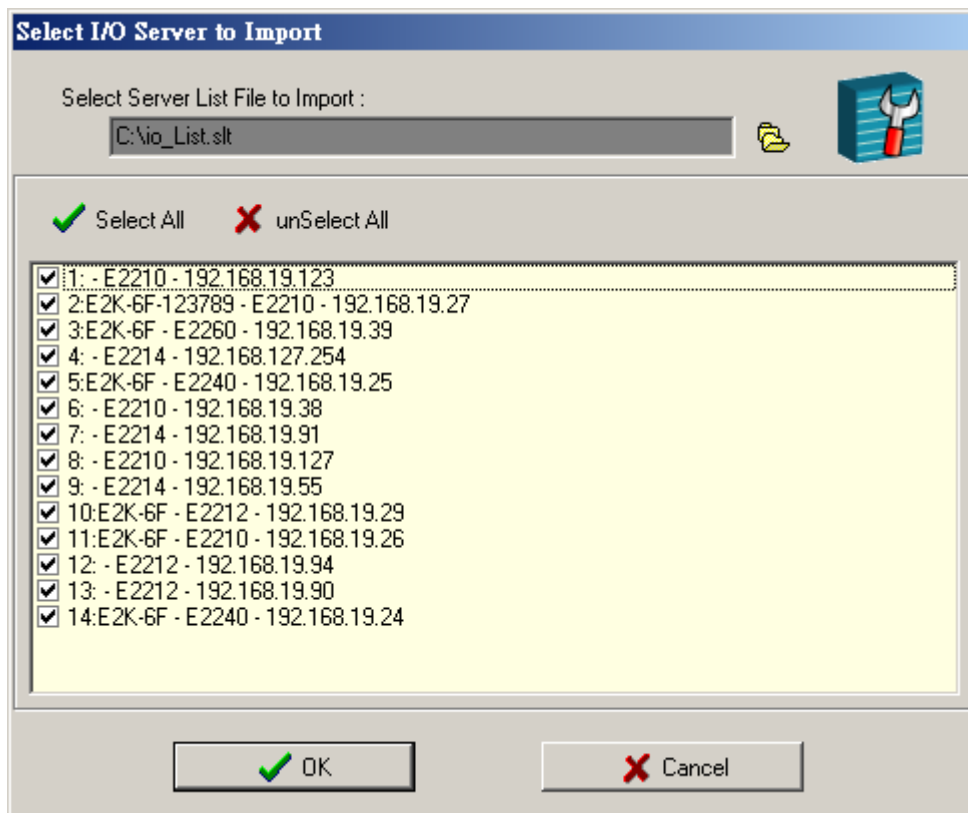 Select I/O Server to Import
Select Server List File to Import :
C:\io_List.slt
Select All
unSelect All
1: - E2210 - 192.168.19.123
2:E2K-6F-123789 - E2210 - 192.168.19.27
3:E2K-6F - E2260 - 192.168.19.39
4: - E2214 - 192.168.127.254
5:E2K-6F - E2240 - 192.168.19.25
6: - E2210 - 192.168.19.38
7: - E2214 - 192.168.19.91
8: - E2210 - 192.168.19.127
9: - E2214 - 192.168.19.55
10:E2K-6F - E2212 - 192.168.19.29
11:E2K-6F - E2210 - 192.168.19.26
12: - E2212 - 192.168.19.94
13: - E2212 - 192.168.19.90
14:E2K-6F - E2240 - 192.168.19.24
OK
Cancel